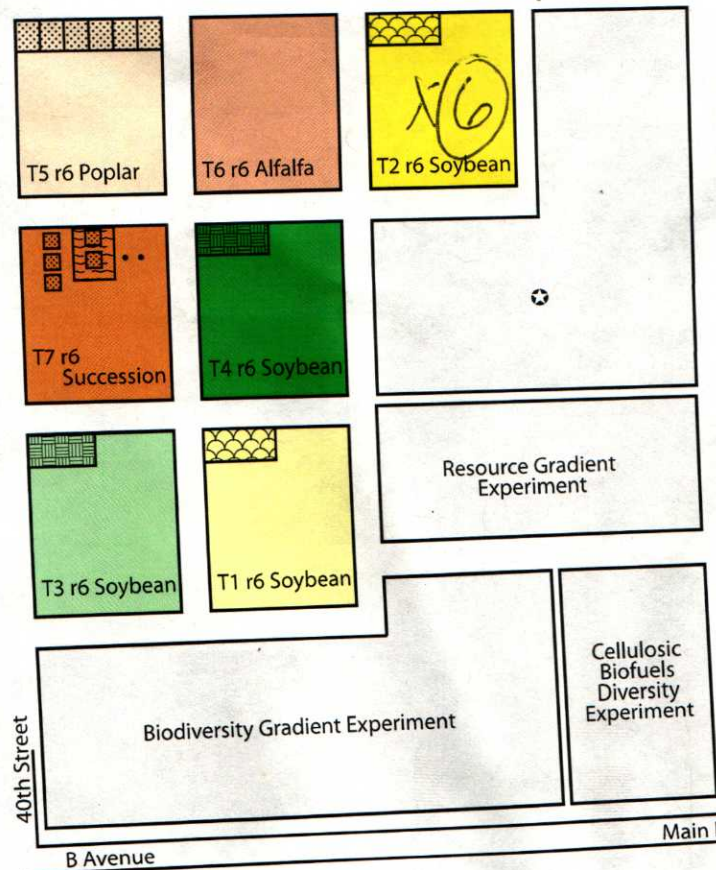 6
T5 r6 Poplar
T6 r6 Alfalfa
T2 r6 Soybean
T7 r6
Succession
T4 r6 Soybean
Resource Gradient
Experiment
T3 r6 Soybean
T1 r6 Soybean
Cellulosic
Biofuels
Diversity
Experiment
Biodiversity Gradient Experiment
40th Street
Main
B Avenue